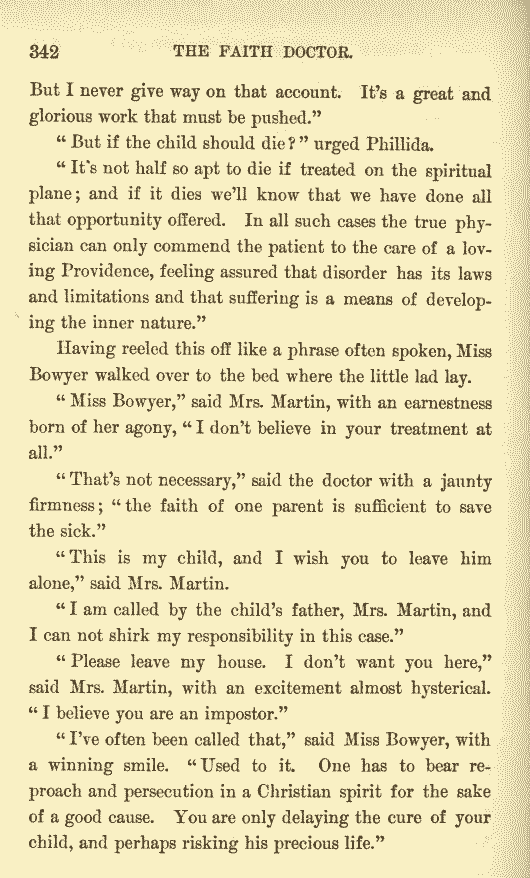 342 THE FAITH DOCTOR.
But I never give way on that account. It's a great and
glorious work that must be pushed."
"But if the child should die?" urged Phillida.
"It's not half so apt to die if treated on the spiritual
plane; and if it dies we'll know that we have done all
that opportunity offered. In all such cases the true phy-
sician can only commend the patient to the care of a lov-
ing Providence, feeling assured that disorder has its laws
and limitations and that suffering is a means of develop-
ing the inner nature."
Having reeled this off like a phrase often spoken, Miss
Bowyer walked over to the bed where the little lad lay.
"Miss Bowyer," said Mrs. Martin, with an earnestness
born of her agony, "I don't believe in your treatment at
all."
"That's not necessary," said the doctor with a jaunty
firmness; "the faith of one parent is sufficient to save
the sick."
"This is my child, and I wish you to leave him
alone," said Mrs. Martin.
"I am called by the child's father, Mrs. Martin, and
I can not shirk my responsibility in this case."
"Please leave my house. I don't want you here,"
said Mrs. Martin, with an excitement almost hysterical.
"I believe you are an impostor."
"I've often been called that," said Miss Bowyer, with
a winning smile. "Used to it. One has to bear re-
proach and persecution in a Christian spirit for the sake
of a good cause. You are only delaying the cure of your
child, and perhaps risking his precious life."